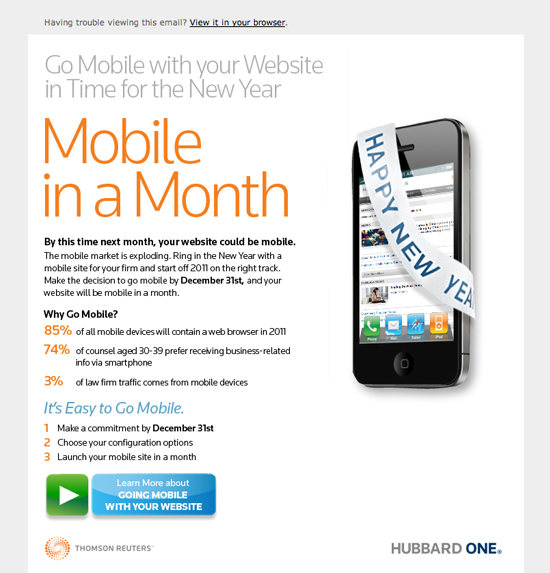 Having trouble viewing this email? View it in your browser.
Go Mobile with your Website
in Time for the New Year
Mobile
in a Month
By this time next month, your website could be mobile.
The mobile market is exploding. Ring in the New Year with a
mobile site for your firm and start off 2011 on the right track.
Make the decision to go mobile by December 31st, and your
website will be mobile in a month.
Why Go Mobile?
85% of all mobile devices will contain a web browser in 2011
74% of counsel aged 30-39 prefer receiving business-related
info via smartphone
3% of law firm traffic comes from mobile devices
It's Easy to Go Mobile.
1 Make a commitment by December 31st
2 Choose your configuration options
3 Launch your mobile site in a month
Learn More about
GOING MOBILE
WITH YOUR WEBSITE
HAPPY NEW YEA
Phone Mail Safari iPod
THOMSON REUTERS™
HUBBARD ONE®